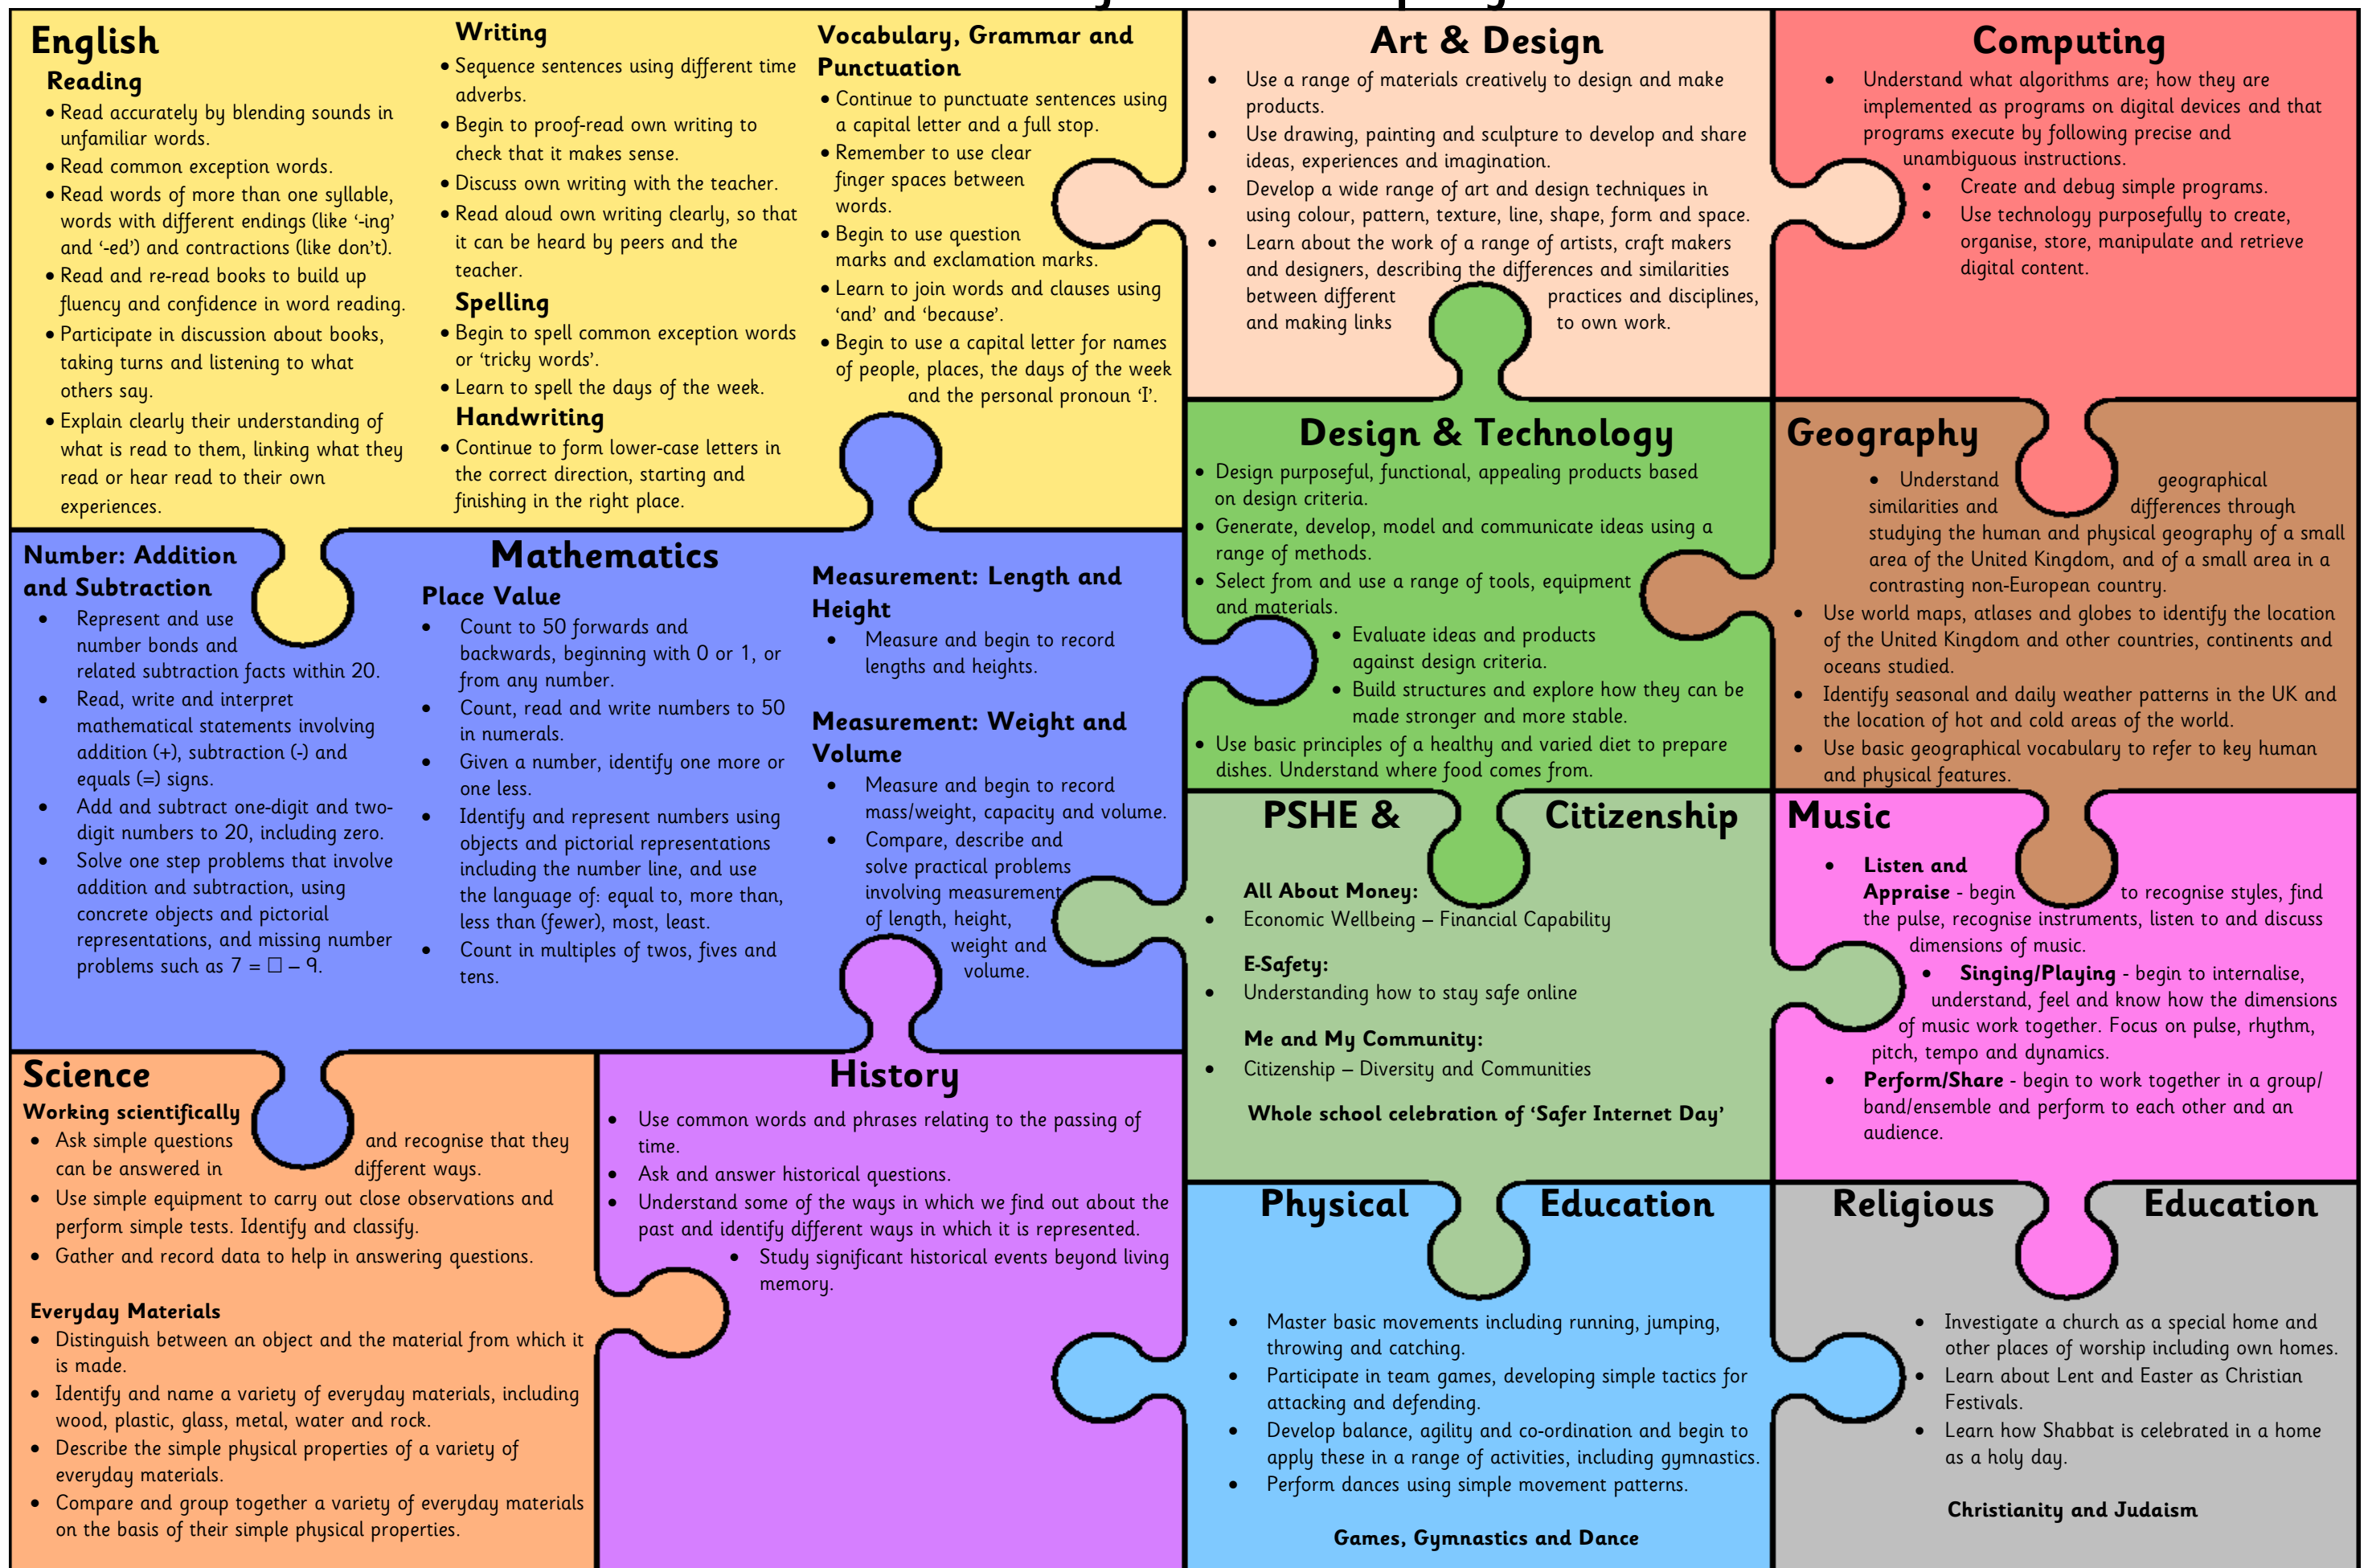 English
Reading
• Read accurately by blending sounds in
unfamiliar words.
• Read common exception words.
• Read words of more than one syllable,
words with different endings (like ‘-ing’
and ‘-ed’) and contractions (like don’t).
• Read and re-read books to build up
fluency and confidence in word reading.
• Participate in discussion about books,
taking turns and listening to what
others say.
• Explain clearly their understanding of
what is read to them, linking what they
read or hear read to their own
experiences.
Writing
• Sequence sentences using different time
adverbs.
• Begin to proof-read own writing to
check that it makes sense.
• Discuss own writing with the teacher.
• Read aloud own writing clearly, so that
it can be heard by peers and the
teacher.
Spelling
• Begin to spell common exception words
or ‘tricky words’.
• Learn to spell the days of the week.
Handwriting
• Continue to form lower-case letters in
the correct direction, starting and
finishing in the right place.
Vocabulary, Grammar and
Punctuation
• Continue to punctuate sentences using
a capital letter and a full stop.
• Remember to use clear
finger spaces between
words.
• Begin to use question
marks and exclamation marks.
• Learn to join words and clauses using
‘and’ and ‘because’.
• Begin to use a capital letter for names
of people, places, the days of the week
and the personal pronoun ‘I’.
Art & Design
• Use a range of materials creatively to design and make
products.
• Use drawing, painting and sculpture to develop and share
ideas, experiences and imagination.
• Develop a wide range of art and design techniques in
using colour, pattern, texture, line, shape, form and space.
• Learn about the work of a range of artists, craft makers
and designers, describing the differences and similarities
between different practices and disciplines,
and making links to own work.
Computing
• Understand what algorithms are; how they are
implemented as programs on digital devices and that
programs execute by following precise and
unambiguous instructions.
• Create and debug simple programs.
• Use technology purposefully to create,
organise, store, manipulate and retrieve
digital content.
Design & Technology
• Design purposeful, functional, appealing products based
on design criteria.
• Generate, develop, model and communicate ideas using a
range of methods.
• Select from and use a range of tools, equipment
and materials.
• Evaluate ideas and products
against design criteria.
• Build structures and explore how they can be
made stronger and more stable.
• Use basic principles of a healthy and varied diet to prepare
dishes. Understand where food comes from.
Geography
• Understand geographical
similarities and differences through
studying the human and physical geography of a small
area of the United Kingdom, and of a small area in a
contrasting non-European country.
• Use world maps, atlases and globes to identify the location
of the United Kingdom and other countries, continents and
oceans studied.
• Identify seasonal and daily weather patterns in the UK and
the location of hot and cold areas of the world.
• Use basic geographical vocabulary to refer to key human
and physical features.
Number: Addition
and Subtraction
• Represent and use
number bonds and
related subtraction facts within 20.
• Read, write and interpret
mathematical statements involving
addition (+), subtraction (-) and
equals (=) signs.
• Add and subtract one-digit and two-
digit numbers to 20, including zero.
• Solve one step problems that involve
addition and subtraction, using
concrete objects and pictorial
representations, and missing number
problems such as 7 = □ – 9.
Mathematics
Place Value
• Count to 50 forwards and
backwards, beginning with 0 or 1, or
from any number.
• Count, read and write numbers to 50
in numerals.
• Given a number, identify one more or
one less.
• Identify and represent numbers using
objects and pictorial representations
including the number line, and use
the language of: equal to, more than,
less than (fewer), most, least.
• Count in multiples of twos, fives and
tens.
Measurement: Length and
Height
• Measure and begin to record
lengths and heights.
Measurement: Weight and
Volume
• Measure and begin to record
mass/weight, capacity and volume.
• Compare, describe and
solve practical problems
involving measurement
of length, height,
weight and
volume.
PSHE & Citizenship
All About Money:
• Economic Wellbeing – Financial Capability
E-Safety:
• Understanding how to stay safe online
Me and My Community:
• Citizenship – Diversity and Communities
Whole school celebration of ‘Safer Internet Day’
Music
• Listen and
Appraise - begin to recognise styles, find
the pulse, recognise instruments, listen to and discuss
dimensions of music.
• Singing/Playing - begin to internalise,
understand, feel and know how the dimensions
of music work together. Focus on pulse, rhythm,
pitch, tempo and dynamics.
• Perform/Share - begin to work together in a group/
band/ensemble and perform to each other and an
audience.
Science
Working scientifically
• Ask simple questions and recognise that they
can be answered in different ways.
• Use simple equipment to carry out close observations and
perform simple tests. Identify and classify.
• Gather and record data to help in answering questions.
Everyday Materials
• Distinguish between an object and the material from which it
is made.
• Identify and name a variety of everyday materials, including
wood, plastic, glass, metal, water and rock.
• Describe the simple physical properties of a variety of
everyday materials.
• Compare and group together a variety of everyday materials
on the basis of their simple physical properties.
History
• Use common words and phrases relating to the passing of
time.
• Ask and answer historical questions.
• Understand some of the ways in which we find out about the
past and identify different ways in which it is represented.
• Study significant historical events beyond living
memory.
Physical Education
• Master basic movements including running, jumping,
throwing and catching.
• Participate in team games, developing simple tactics for
attacking and defending.
• Develop balance, agility and co-ordination and begin to
apply these in a range of activities, including gymnastics.
• Perform dances using simple movement patterns.
Games, Gymnastics and Dance
Religious Education
• Investigate a church as a special home and
other places of worship including own homes.
• Learn about Lent and Easter as Christian
Festivals.
• Learn how Shabbat is celebrated in a home
as a holy day.
Christianity and Judaism